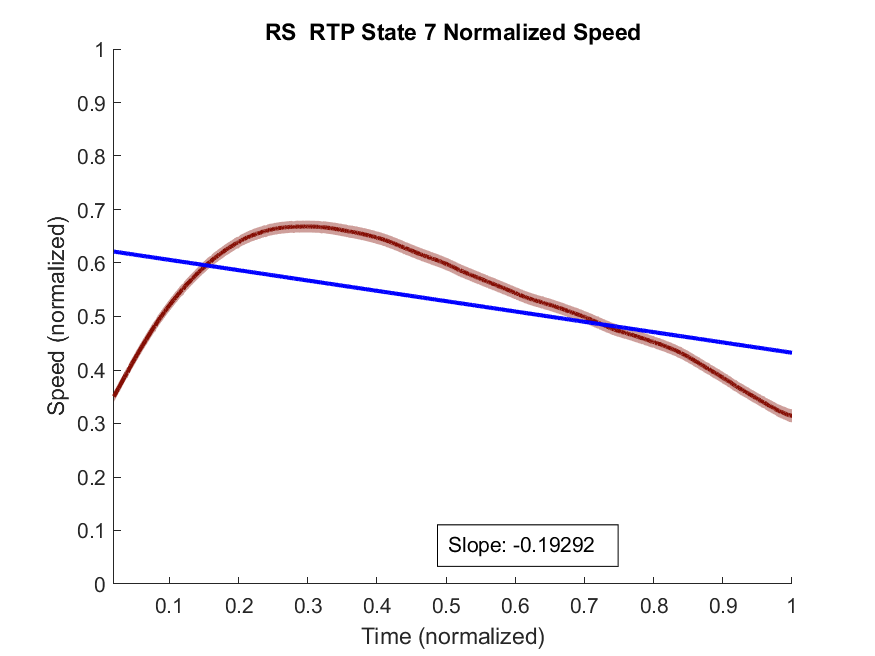 RS  RTP State 7 Normalized Speed
1
0.9
0.8
0.7
0.6
0.5
0.4
0.3
0.2
0.1
0
Speed (normalized)
Slope: -0.19292
0.1 0.2 0.3 0.4 0.5 0.6 0.7 0.8 0.9 1
Time (normalized)